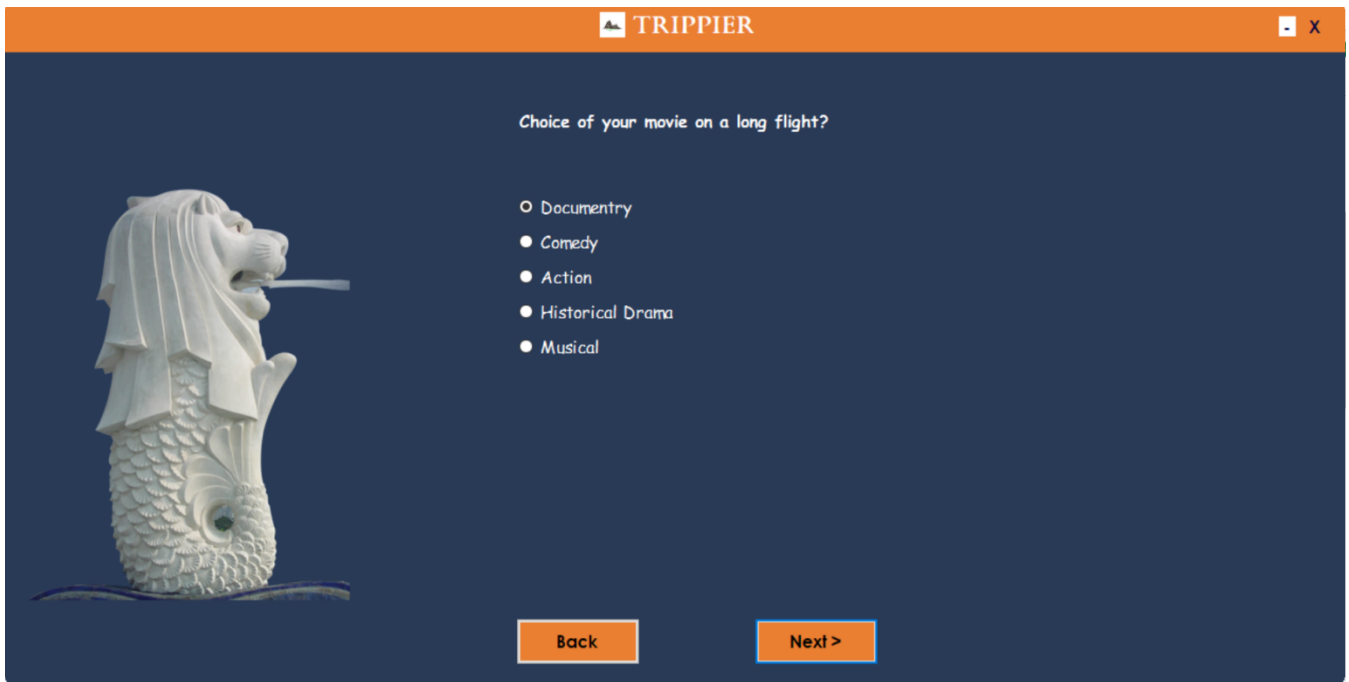 TRIPPIER
- X
Choice of your movie on a long flight?
Documentry
Comedy
Action
Historical Drama
Musical
Back Next >